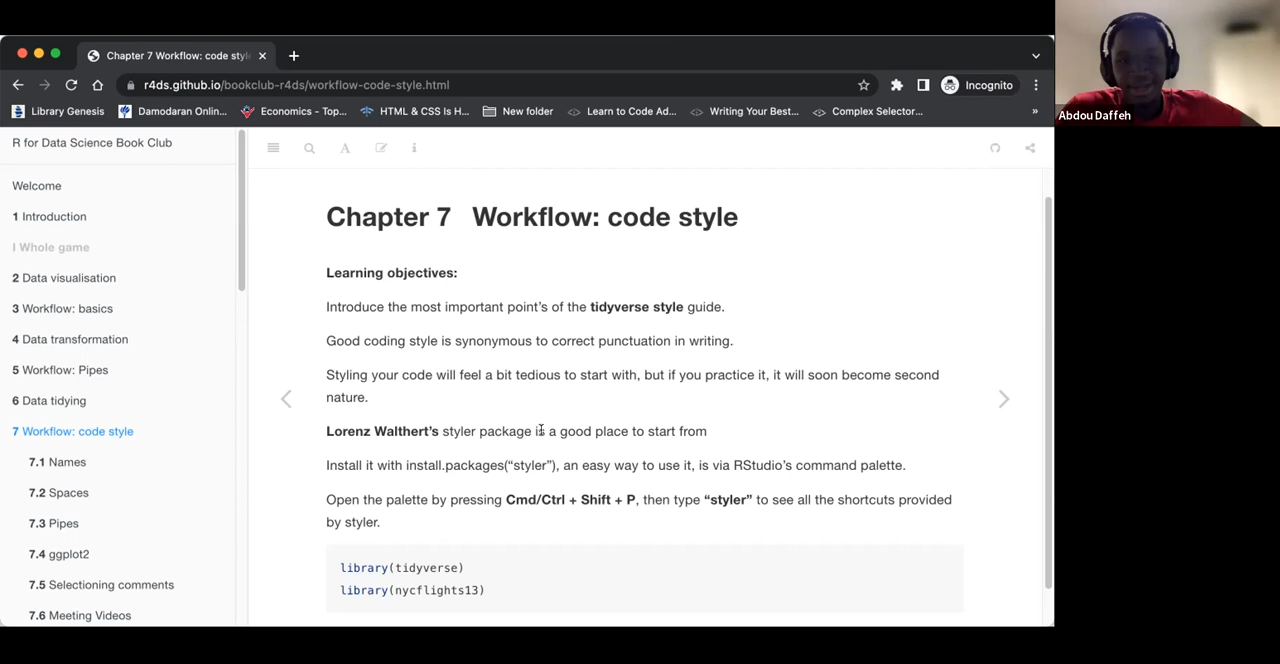 Chapter 7 Workflow: code styl
r4ds.github.io/bookclub-r4ds/workflow-code-style.html
Incognito
Library Genesis
Damodaran Onlin...
Economics - Top...
HTML & CSS Is H...
New folder
Learn to Code Ad...
Writing Your Best...
Complex Selector...
»
Abdou Daffeh
R for Data Science Book Club
Welcome
1 Introduction
I Whole game
2 Data visualisation
3 Workflow: basics
4 Data transformation
5 Workflow: Pipes
6 Data tidying
7 Workflow: code style
7.1 Names
7.2 Spaces
7.3 Pipes
7.4 ggplot2
7.5 Selectioning comments
7.6 Meeting Videos
Chapter 7 Workflow: code style
Learning objectives:
Introduce the most important point's of the tidyverse style guide.
Good coding style is synonymous to correct punctuation in writing.
Styling your code will feel a bit tedious to start with, but if you practice it, it will soon become second
nature.
Lorenz Walthert's styler package is a good place to start from
Install it with install.packages(“styler”), an easy way to use it, is via RStudio's command palette.
Open the palette by pressing Cmd/Ctrl + Shift + P, then type “styler” to see all the shortcuts provided
by styler.
library(tidyverse)
library(nycflights13)